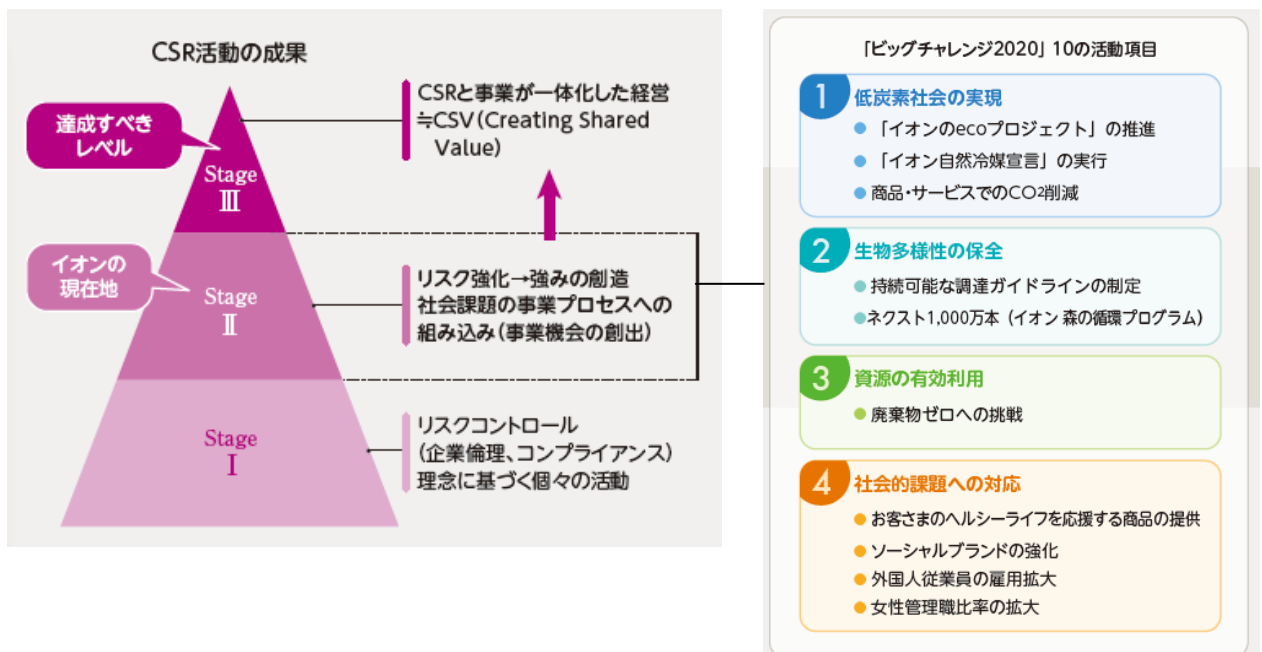 CSR活動の成果
達成すべき
レベル
Stage
Ⅲ
CSRと事業が一体化した経営
≒CSV(Creating Shared
Value)
イオンの
現在地
Stage
Ⅱ
リスク強化→強みの創造
社会課題の事業プロセスへの
組み込み(事業機会の創出)
Stage
Ⅰ
リスクコントロール
(企業倫理、コンプライアンス)
理念に基づく個々の活動
「ビッグチャレンジ2020」10の活動項目
1 低炭素社会の実現
● 「イオンのecoプロジェクト」の推進
● 「イオン自然冷媒宣言」の実行
● 商品・サービスでのCO2削減
2 生物多様性の保全
● 持続可能な調達ガイドラインの制定
●ネクスト1,000万本（イオン 森の循環プログラム）
3 資源の有効利用
● 廃棄物ゼロへの挑戦
4 社会的課題への対応
● お客さまのヘルシーライフを応援する商品の提供
● ソーシャルブランドの強化
● 外国人従業員の雇用拡大
● 女性管理職比率の拡大